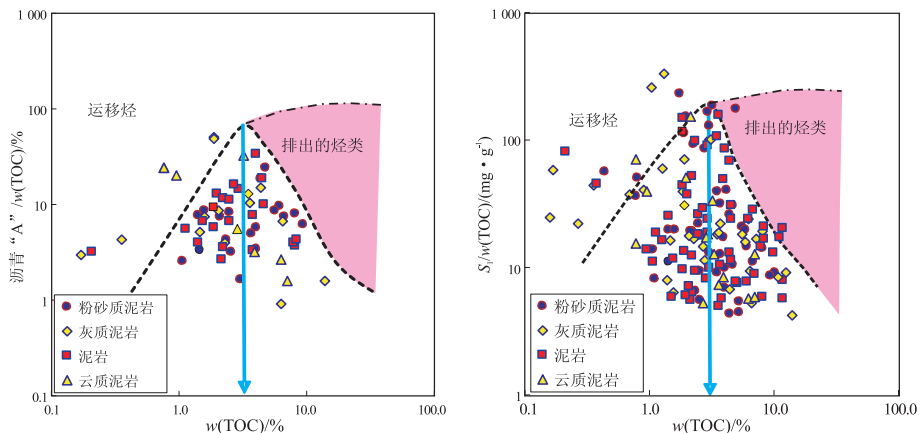 1 000
100
10
1
0.1
0.1
1.0
10.0
100.0
沥青“A”/w(TOC)/%
w(TOC)/%
运移烃
排出的烃类
粉砂质泥岩
灰质泥岩
泥岩
云质泥岩
1 000
100
10
1
0.1
1.0
10.0
100.0
S₁/w(TOC)/(mg·g⁻¹)
w(TOC)/%
运移烃
排出的烃类
粉砂质泥岩
灰质泥岩
泥岩
云质泥岩